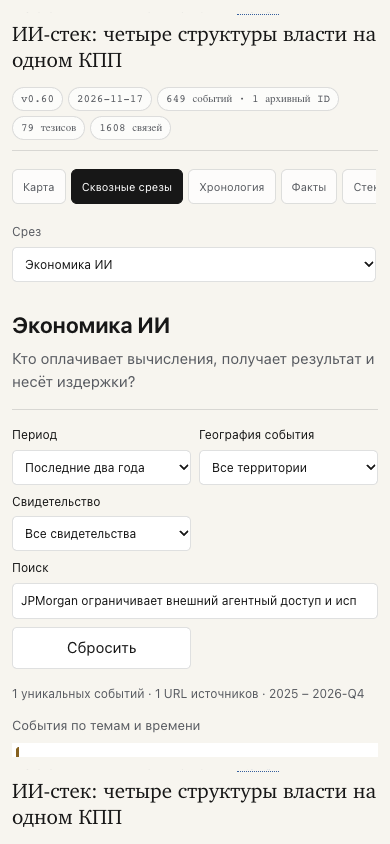 ИИ-стек: четыре структуры власти на
одном КПП
v0.60 2026-11-17 649 событий · 1 архивный ID
79 тезисов 1608 связей
Карта Сквозные срезы Хронология Факты Стек
Срез
Экономика ИИ
Экономика ИИ
Кто оплачивает вычисления, получает результат и
несёт издержки?
Период География события
Последние два года Все территории
Свидетельство
Все свидетельства
Поиск
JPMorgan ограничивает внешний агентный доступ и исп
Сбросить
1 уникальных событий · 1 URL источников · 2025 – 2026-Q4
События по темам и времени
ИИ-стек: четыре структуры власти на
одном КПП